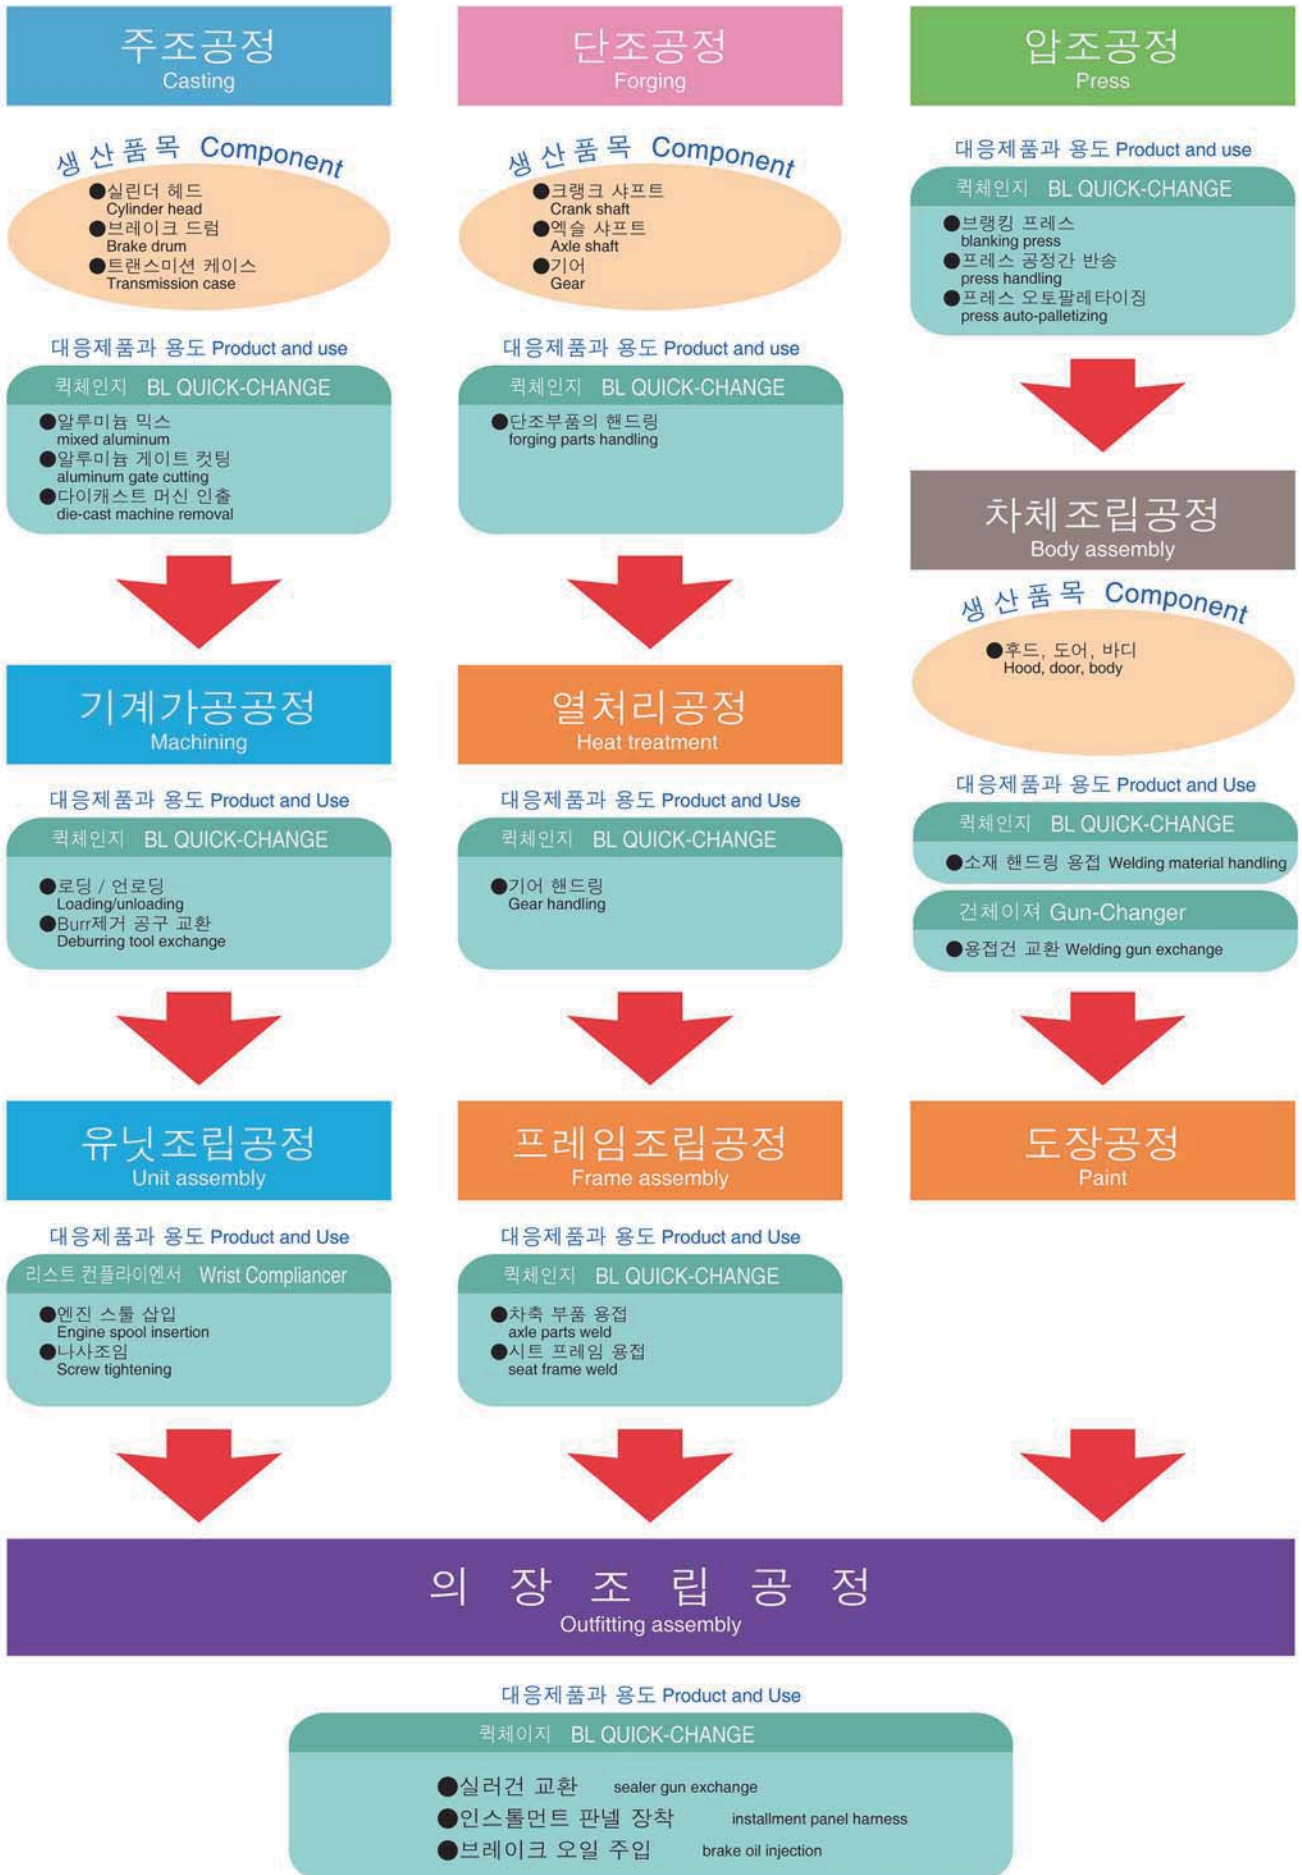 주조공정
Casting
생산품목 Component
●실린더 헤드
Cylinder head
●브레이크 드럼
Brake drum
●트랜스미션 케이스
Transmission case
대응제품과 용도 Product and use
퀵체인지 BL QUICK-CHANGE
●알루미늄 믹스
mixed aluminum
●알루미늄 게이트 컷팅
aluminum gate cutting
●다이캐스트 머신 인출
die-cast machine removal
기계가공공정
Machining
대응제품과 용도 Product and Use
퀵체인지 BL QUICK-CHANGE
●로딩 / 언로딩
Loading/unloading
●Burr제거 공구 교환
Deburring tool exchange
유닛조립공정
Unit assembly
대응제품과 용도 Product and Use
리스트 컨플라이엔서 Wrist Compliancer
●엔진 스툴 삽입
Engine spool insertion
●나사조임
Screw tightening
단조공정
Forging
생산품목 Component
●크랭크 샤프트
Crank shaft
●엑슬 샤프트
Axle shaft
●기어
Gear
대응제품과 용도 Product and use
퀵체인지 BL QUICK-CHANGE
●단조부품의 핸드링
forging parts handling
열처리공정
Heat treatment
대응제품과 용도 Product and Use
퀵체인지 BL QUICK-CHANGE
●기어 핸드링
Gear handling
프레임조립공정
Frame assembly
대응제품과 용도 Product and Use
퀵체인지 BL QUICK-CHANGE
●차축 부품 용접
axle parts weld
●시트 프레임 용접
seat frame weld
압조공정
Press
대응제품과 용도 Product and use
퀵체인지 BL QUICK-CHANGE
●브랭킹 프레스
blanking press
●프레스 공정간 반송
press handling
●프레스 오토팔레타이징
press auto-palletizing
차체조립공정
Body assembly
생산품목 Component
●후드, 도어, 바디
Hood, door, body
대응제품과 용도 Product and Use
퀵체인지 BL QUICK-CHANGE
●소재 핸드링 용접 Welding material handling
건체이져 Gun-Changer
●용접건 교환 Welding gun exchange
도장공정
Paint
의 장 조 립 공 정
Outfitting assembly
대응제품과 용도 Product and Use
퀵체이지 BL QUICK-CHANGE
●실러건 교환 sealer gun exchange
●인스톨먼트 판넬 장착 installment panel harness
●브레이크 오일 주입 brake oil injection